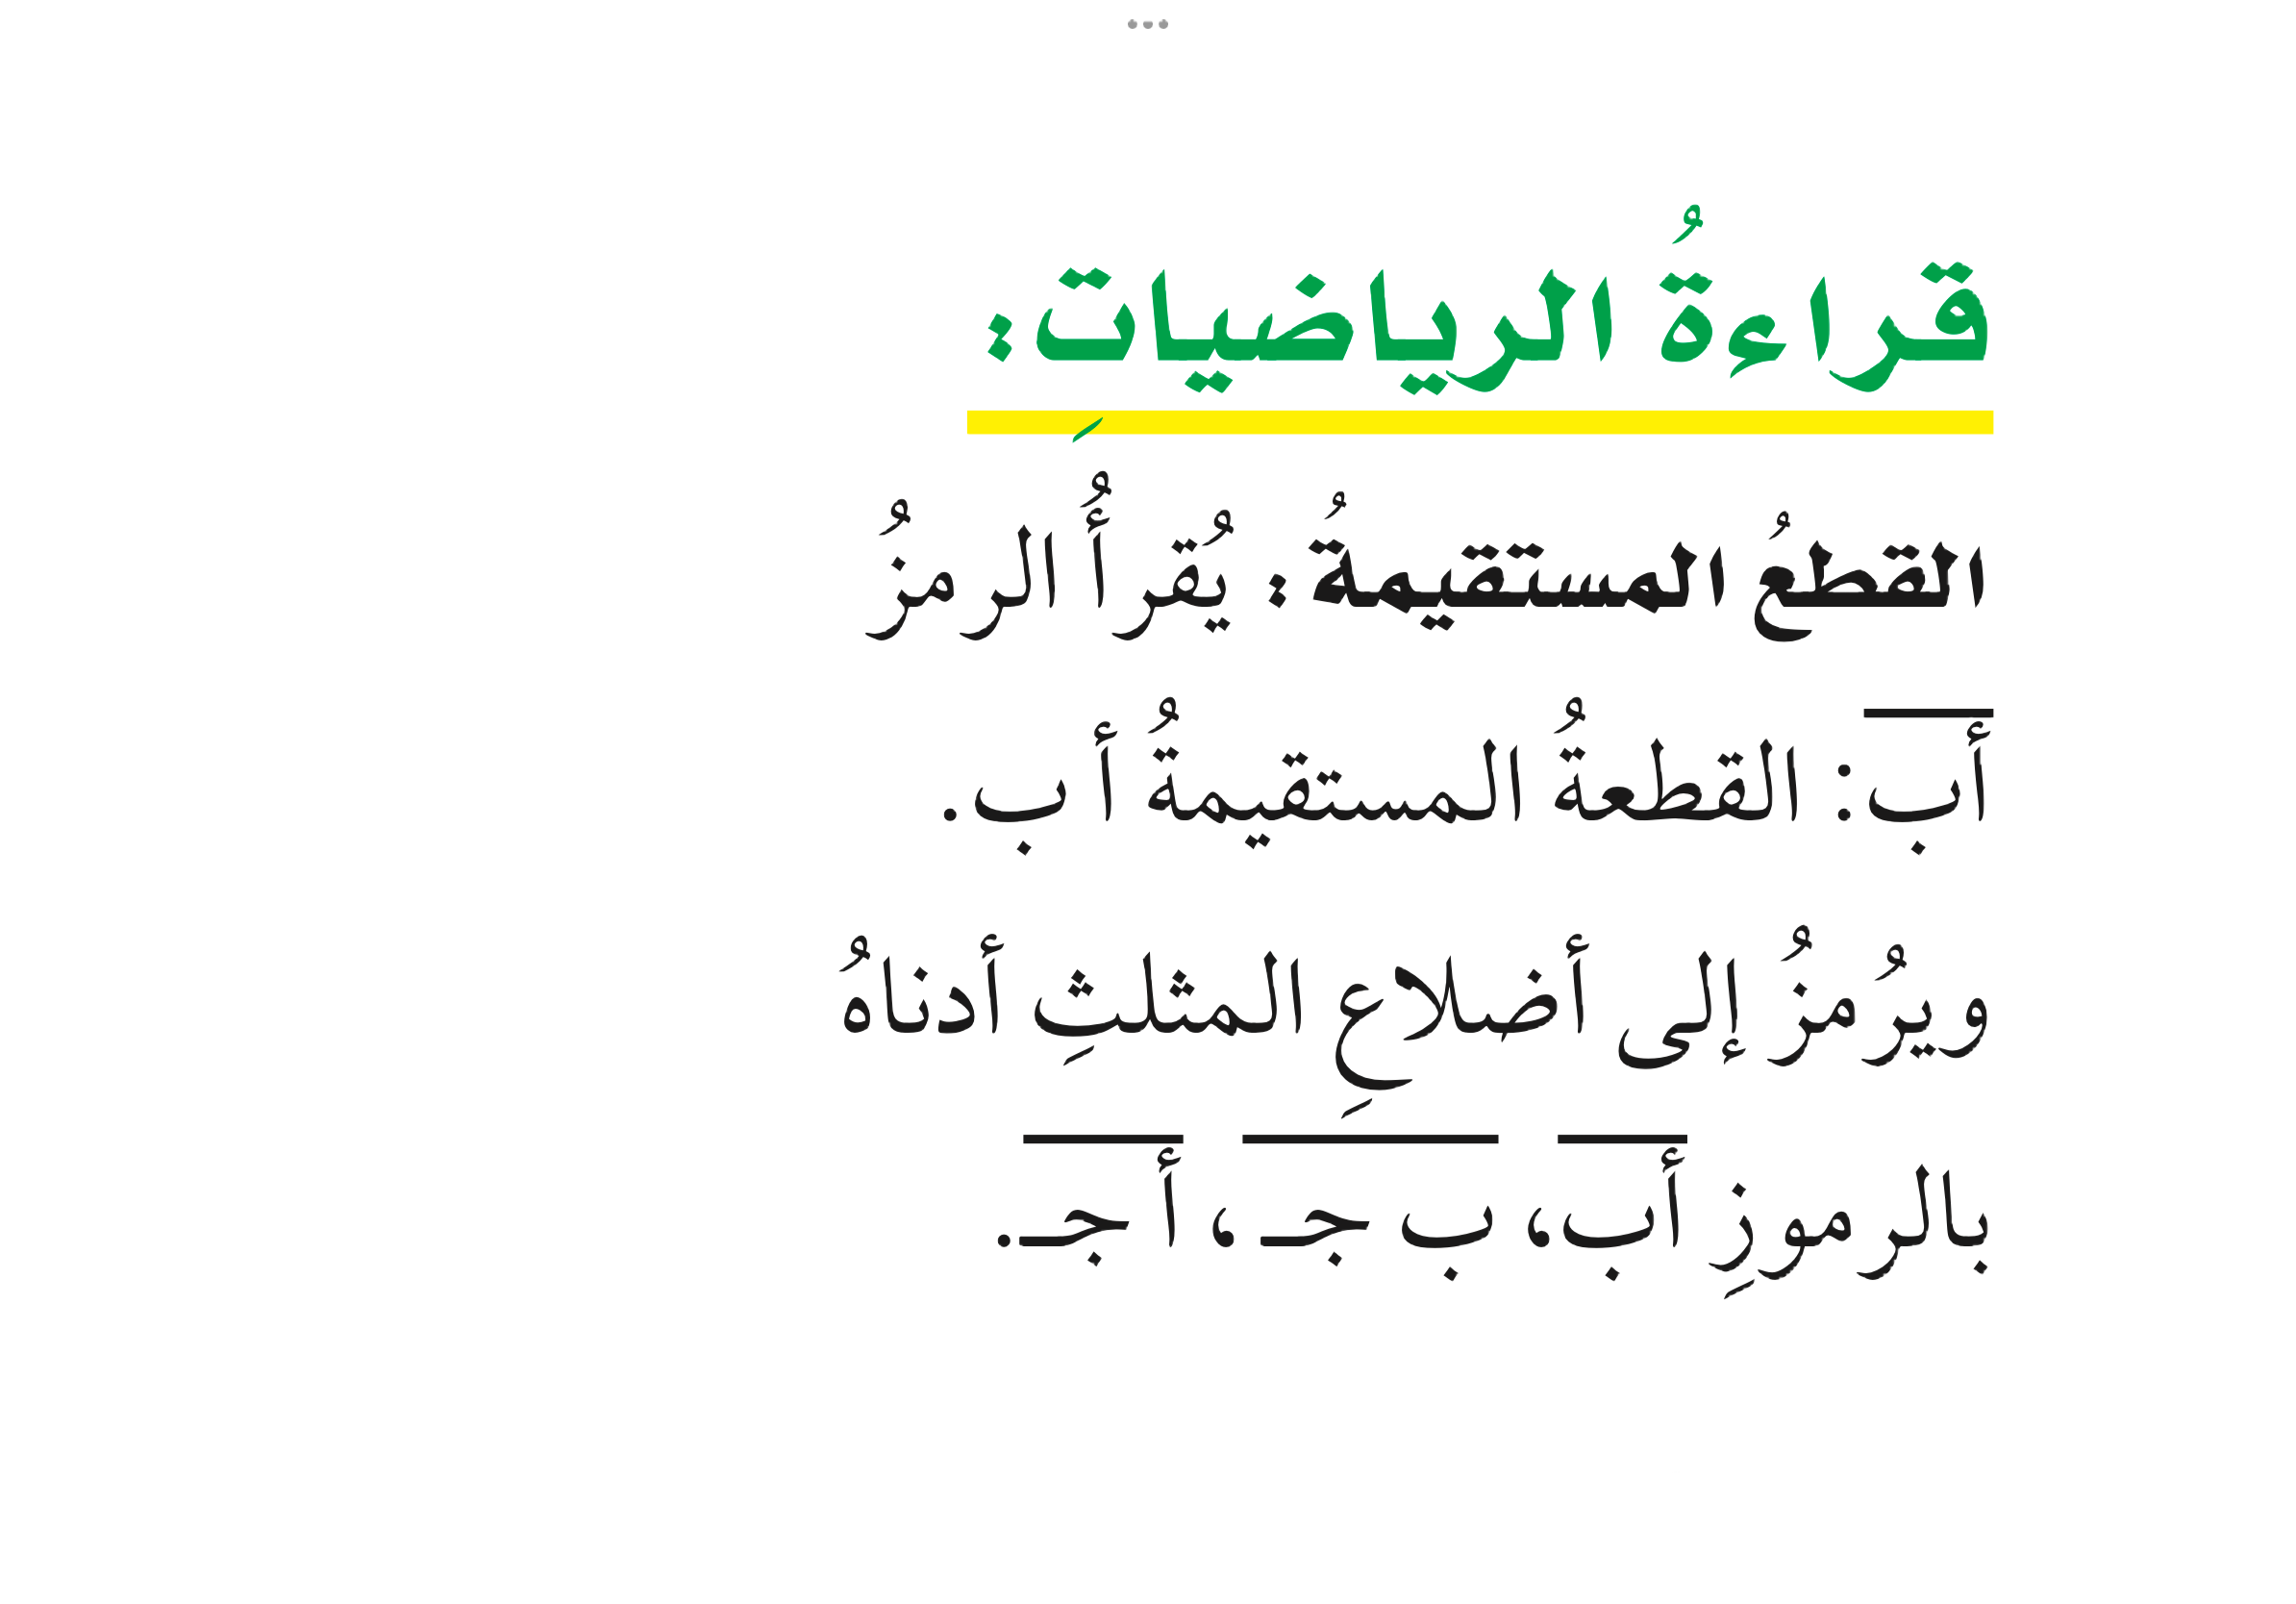 قراءةُ الرياضياتِ:
القطعُ المستقيمةُ: يُقرأُ الرمزُ
أب: القطعةُ المستقيمةُ أ ب.
ويرُمزُ إلى أضلاعِ المثلثِ أدناهُ
بالرموزِ أب، ب جـ، أ جـ.